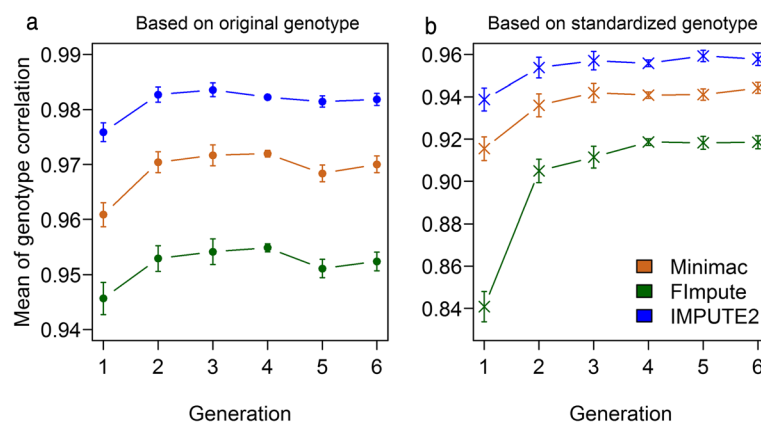 a
Based on original genotype
Mean of genotype correlation
0.99
0.98
0.97
0.96
0.95
0.94
1 2 3 4 5 6
Generation
b
Based on standardized genotype
0.96
0.94
0.92
0.90
0.88
0.86
0.84
Minimac
FImpute
IMPUTE2
1 2 3 4 5 6
Generation